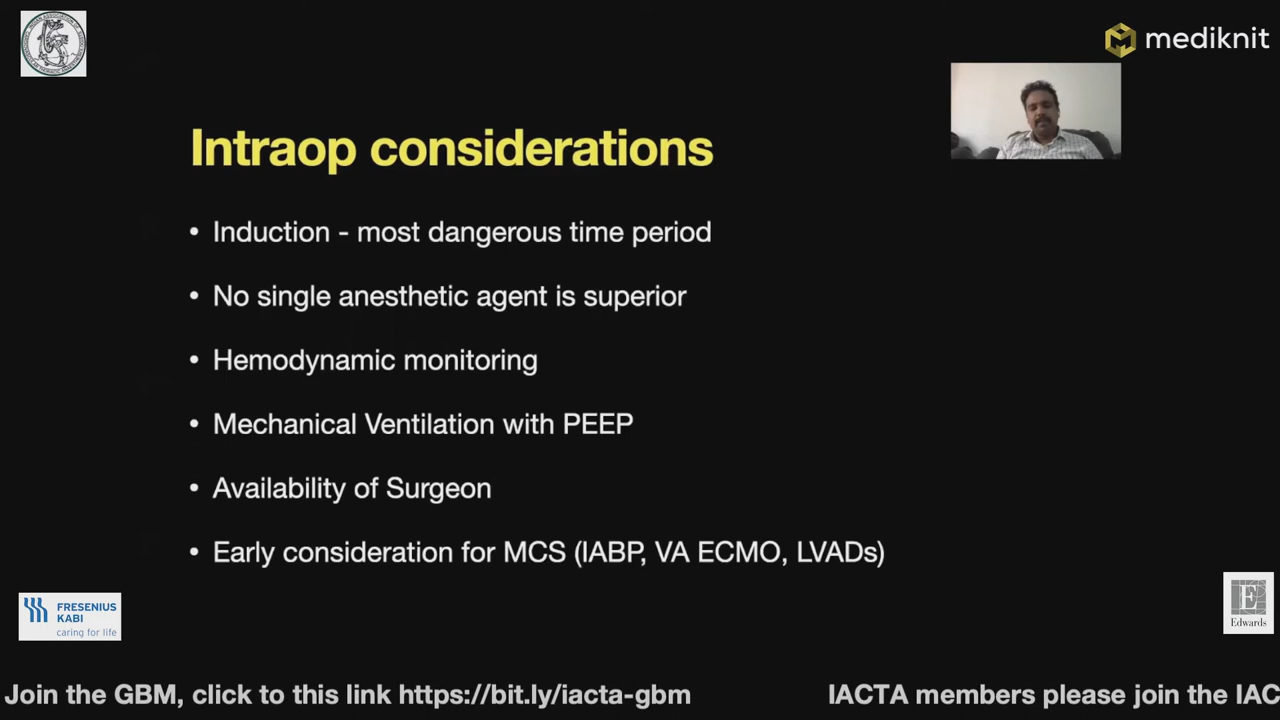 mediknit
Intraop considerations
• Induction - most dangerous time period
• No single anesthetic agent is superior
• Hemodynamic monitoring
• Mechanical Ventilation with PEEP
• Availability of Surgeon
• Early consideration for MCS (IABP, VA ECMO, LVADs)
FRESENIUS
KABI
caring for life
Edwards
Join the GBM, click to this link https://bit.ly/iacta-gbm
IACTA members please join the IAC